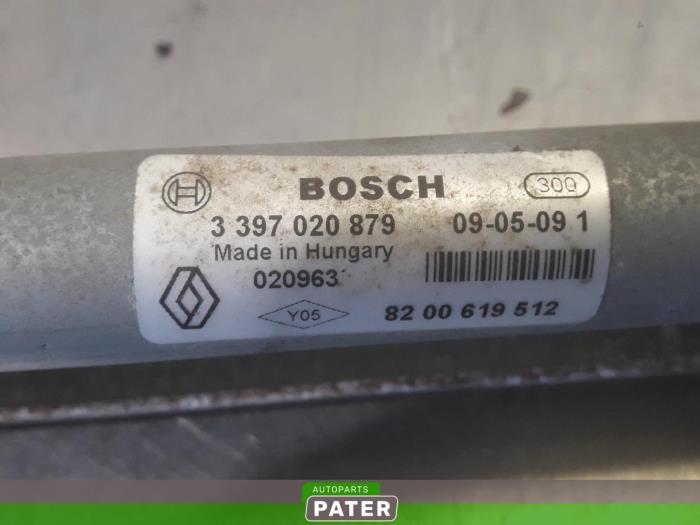 BOSCH 300
3 397 020 879 09-05-09 1
Made in Hungary
020963
Y05 82 00 619 512
AUTOPARTS
PATER